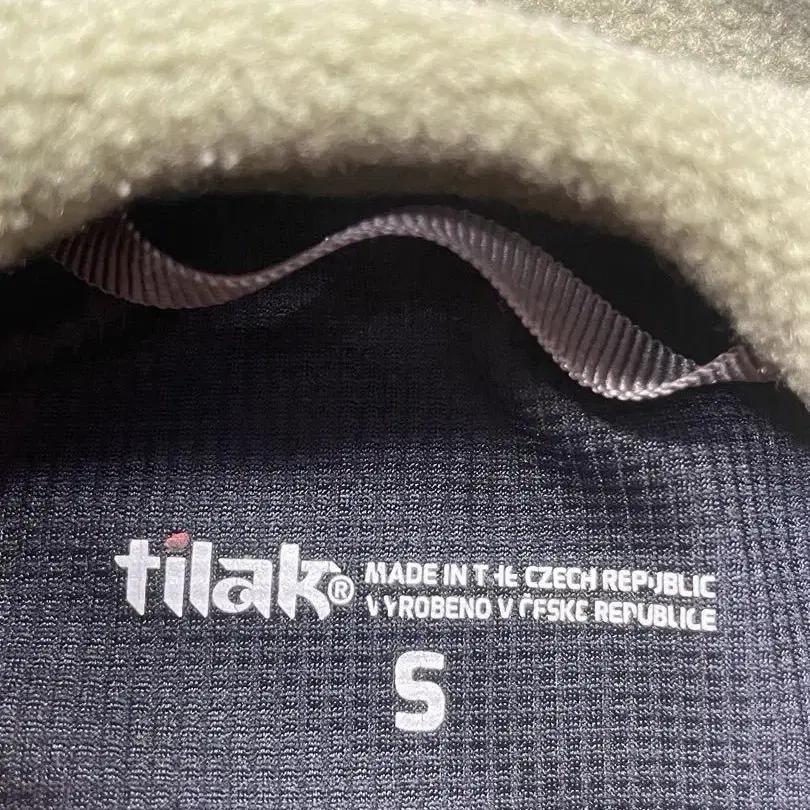 tilak® MADE IN THE CZECH REPUBLIC
VYROBENO V ČESKÉ REPUBLICE
S